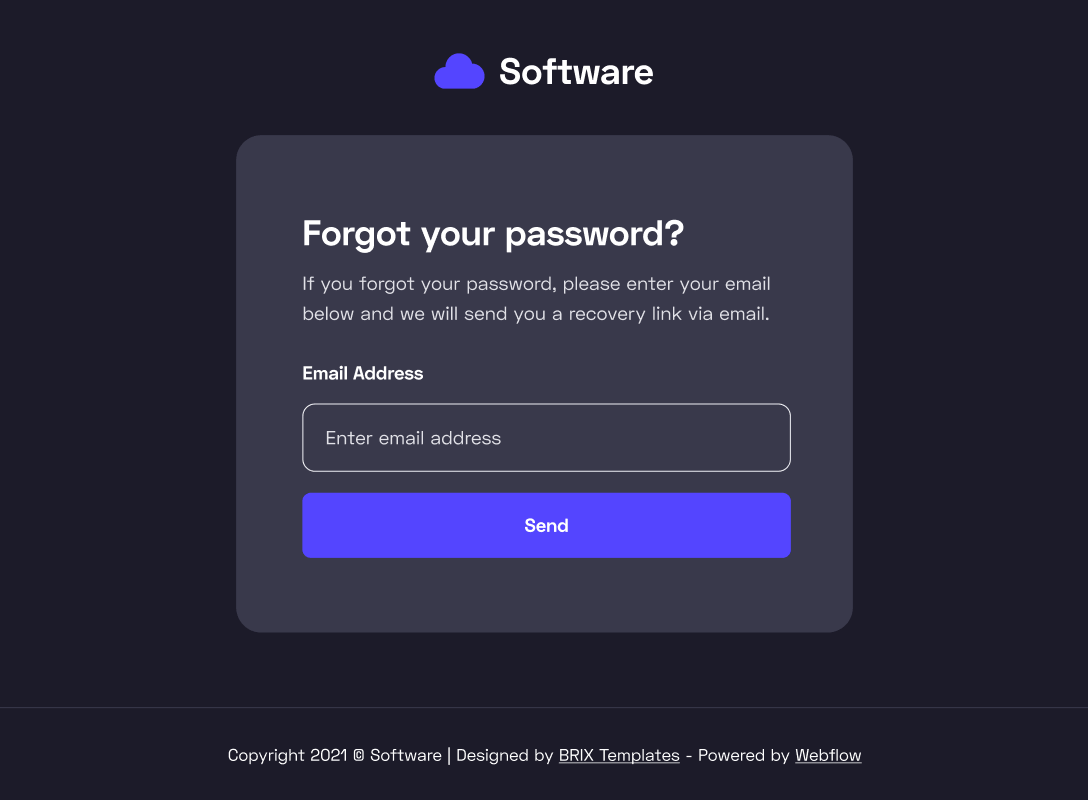 Software
Forgot your password?
If you forgot your password, please enter your email
below and we will send you a recovery link via email.
Email Address
Enter email address
Send
Copyright 2021 © Software | Designed by BRIX Templates - Powered by Webflow